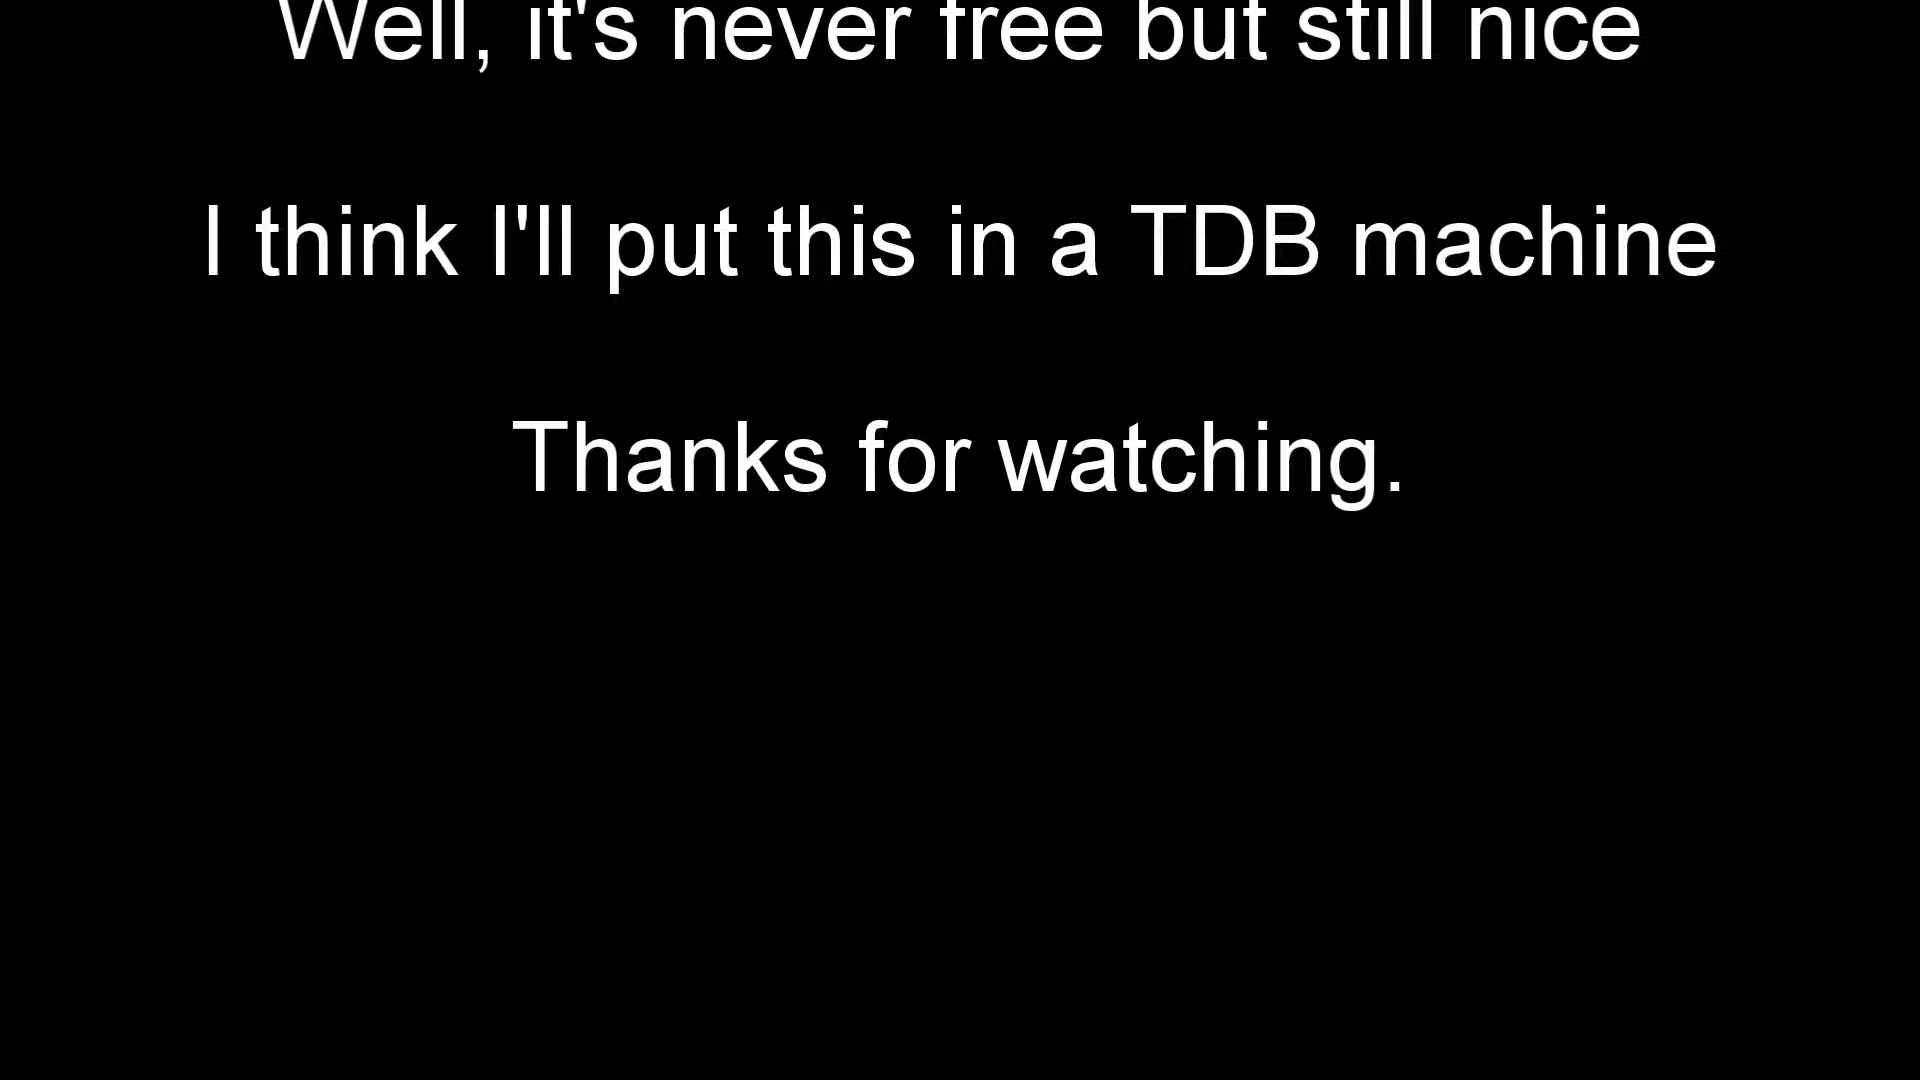 Well, it's never free but still nice
I think I'll put this in a TDB machine
Thanks for watching.